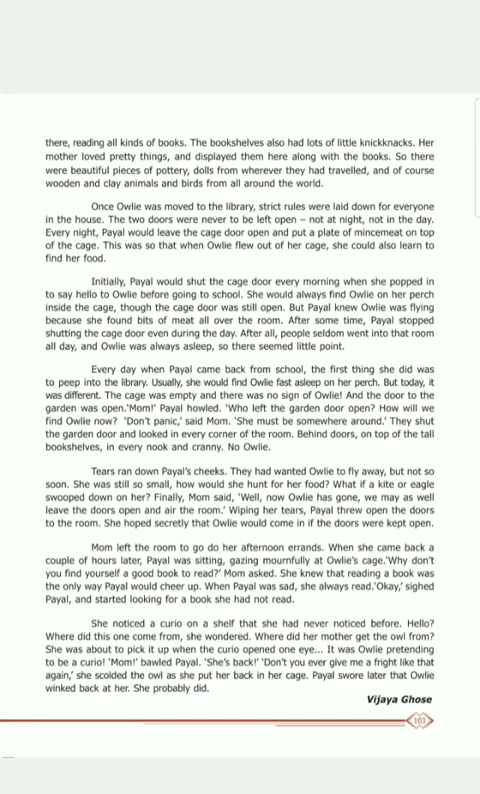 there, reading all kinds of books. The bookshelves also had lots of little knickknacks. Her
mother loved pretty things, and displayed them here along with the books. So there
were beautiful pieces of pottery, dolls from wherever they had travelled, and of course
wooden and clay animals and birds from all around the world.
Once Owlie was moved to the library, strict rules were laid down for everyone
in the house. The two doors were never to be left open – not at night, not in the day.
Every night, Payal would leave the cage door open and put a plate of mincemeat on top
of the cage. This was so that when Owlie flew out of her cage, she could also learn to
find her food.
Initially, Payal would shut the cage door every morning when she popped in
to say hello to Owlie before going to school. She would always find Owlie on her perch
inside the cage, though the cage door was still open. But Payal knew Owlie was flying
because she found bits of meat all over the room. After some time, Payal stopped
shutting the cage door even during the day. After all, people seldom went into that room
all day, and Owlie was always asleep, so there seemed little point.
Every day when Payal came back from school, the first thing she did was
to peep into the library. Usually, she would find Owlie fast asleep on her perch. But today, it
was different. The cage was empty and there was no sign of Owlie! And the door to the
garden was open.'Mom!' Payal howled. 'Who left the garden door open? How will we
find Owlie now?  'Don't panic,' said Mom. 'She must be somewhere around.' They shut
the garden door and looked in every corner of the room. Behind doors, on top of the tall
bookshelves, in every nook and cranny. No Owlie.
Tears ran down Payal's cheeks. They had wanted Owlie to fly away, but not so
soon. She was still so small, how would she hunt for her food? What if a kite or eagle
swooped down on her? Finally, Mom said, 'Well, now Owlie has gone, we may as well
leave the doors open and air the room.' Wiping her tears, Payal threw open the doors
to the room. She hoped secretly that Owlie would come in if the doors were kept open.
Mom left the room to go do her afternoon errands. When she came back a
couple of hours later, Payal was sitting, gazing mournfully at Owlie's cage.'Why don't
you find yourself a good book to read?' Mom asked. She knew that reading a book was
the only way Payal would cheer up. When Payal was sad, she always read.'Okay,' sighed
Payal, and started looking for a book she had not read.
She noticed a curio on a shelf that she had never noticed before. Hello?
Where did this one come from, she wondered. Where did her mother get the owl from?
She was about to pick it up when the curio opened one eye... It was Owlie pretending
to be a curio! 'Mom!' bawled Payal. 'She's back!' 'Don't you ever give me a fright like that
again,' she scolded the owl as she put her back in her cage. Payal swore later that Owlie
winked back at her. She probably did.
Vijaya Ghose
103